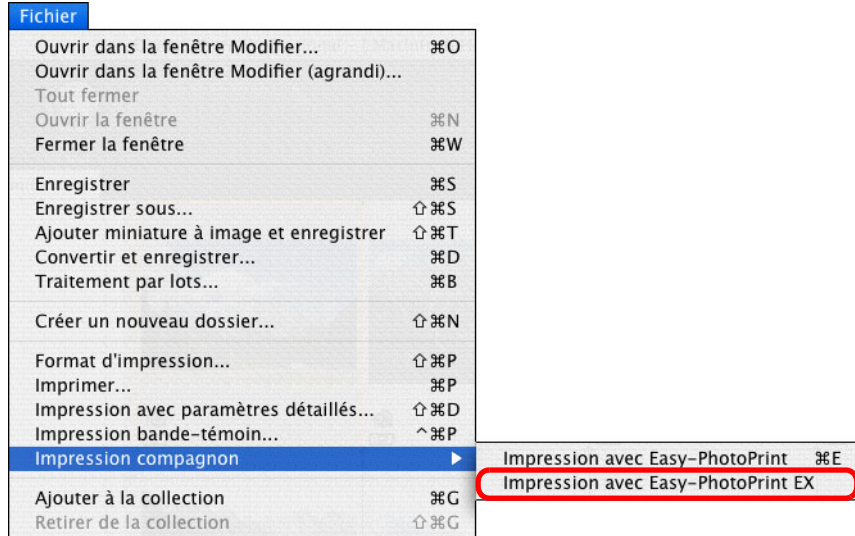 Fichier
Ouvrir dans la fenêtre Modifier... ⌘O
Ouvrir dans la fenêtre Modifier (agrandi)...
Tout fermer
Ouvrir la fenêtre ⌘N
Fermer la fenêtre ⌘W
Enregistrer ⌘S
Enregistrer sous... ⇧⌘S
Ajouter miniature à image et enregistrer ⇧⌘T
Convertir et enregistrer... ⌘D
Traitement par lots... ⌘B
Créer un nouveau dossier... ⇧⌘N
Format d'impression... ⇧⌘P
Imprimer... ⌘P
Impression avec paramètres détaillés... ⇧⌘D
Impression bande-témoin... ^⌘P
Impression compagnon ▶
Impression avec Easy-PhotoPrint ⌘E
Impression avec Easy-PhotoPrint EX
Ajouter à la collection ⌘G
Retirer de la collection ⇧⌘G